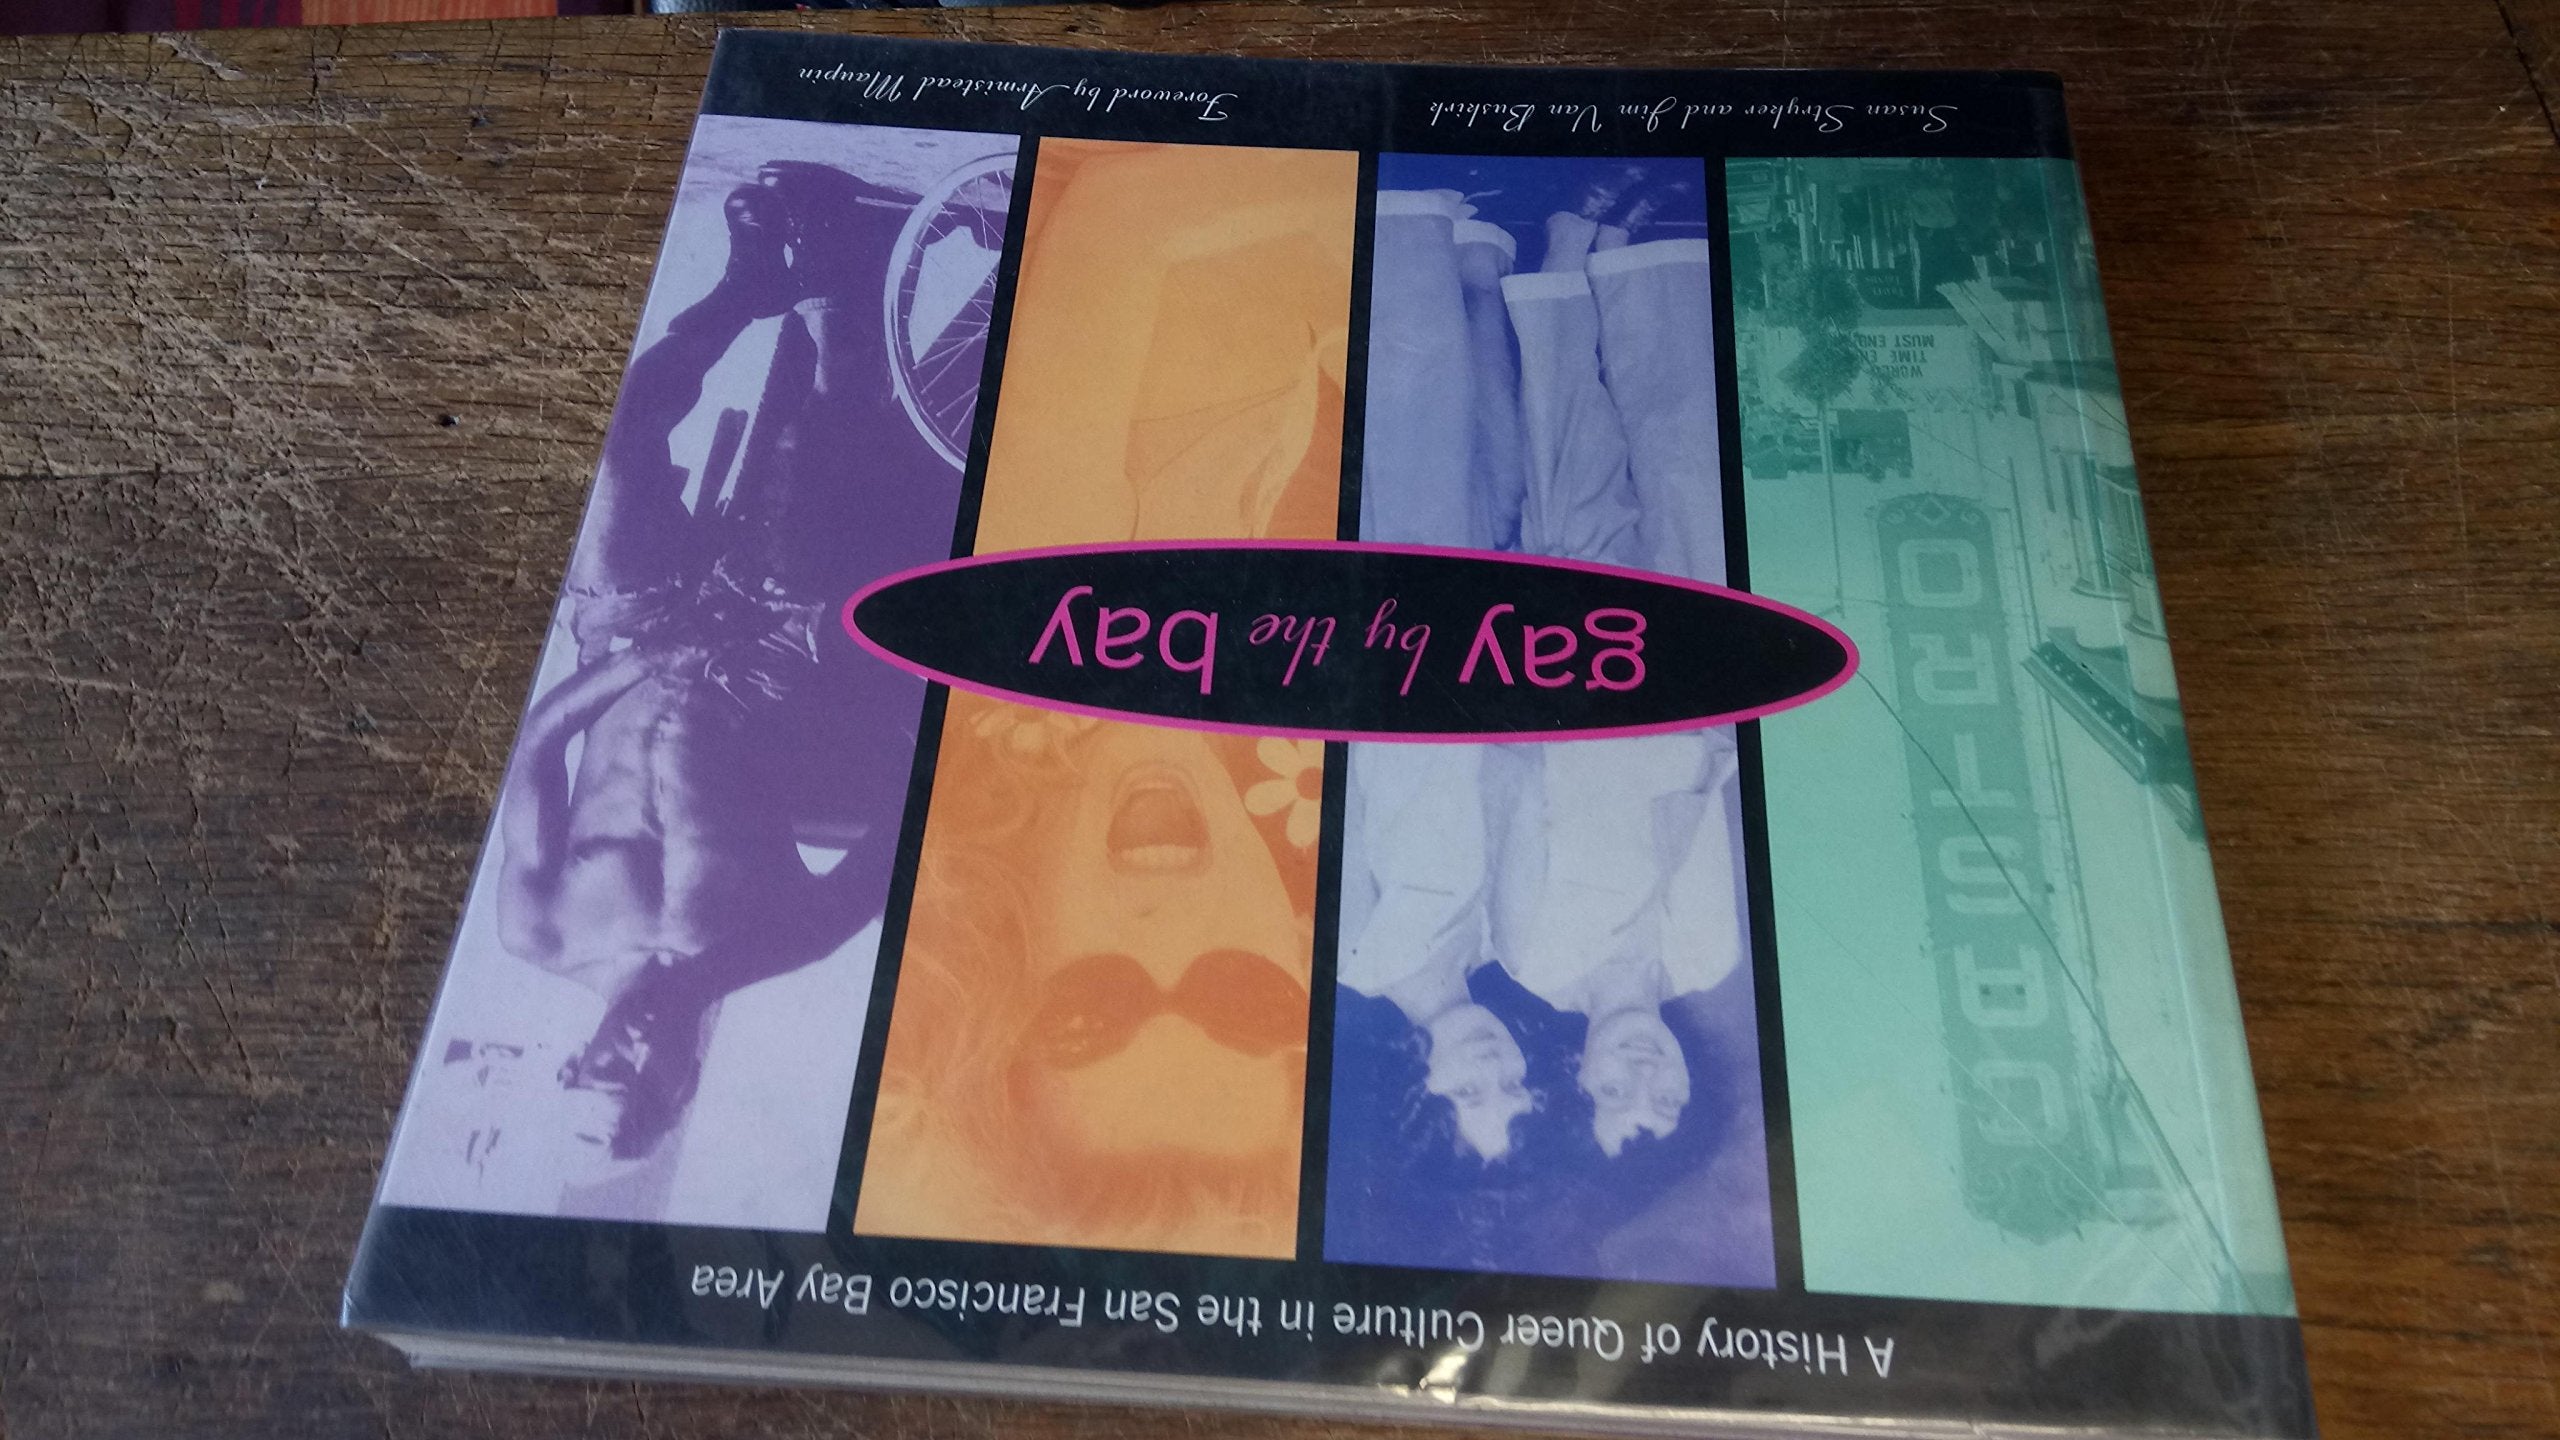 A History of Queer Culture in the San Francisco Bay Area
CASTRO
gay by the bay
WORLD
TIME EN
MUST END
Susan Stryker and Jim Van Buskirk
Foreword by Armistead Maupin